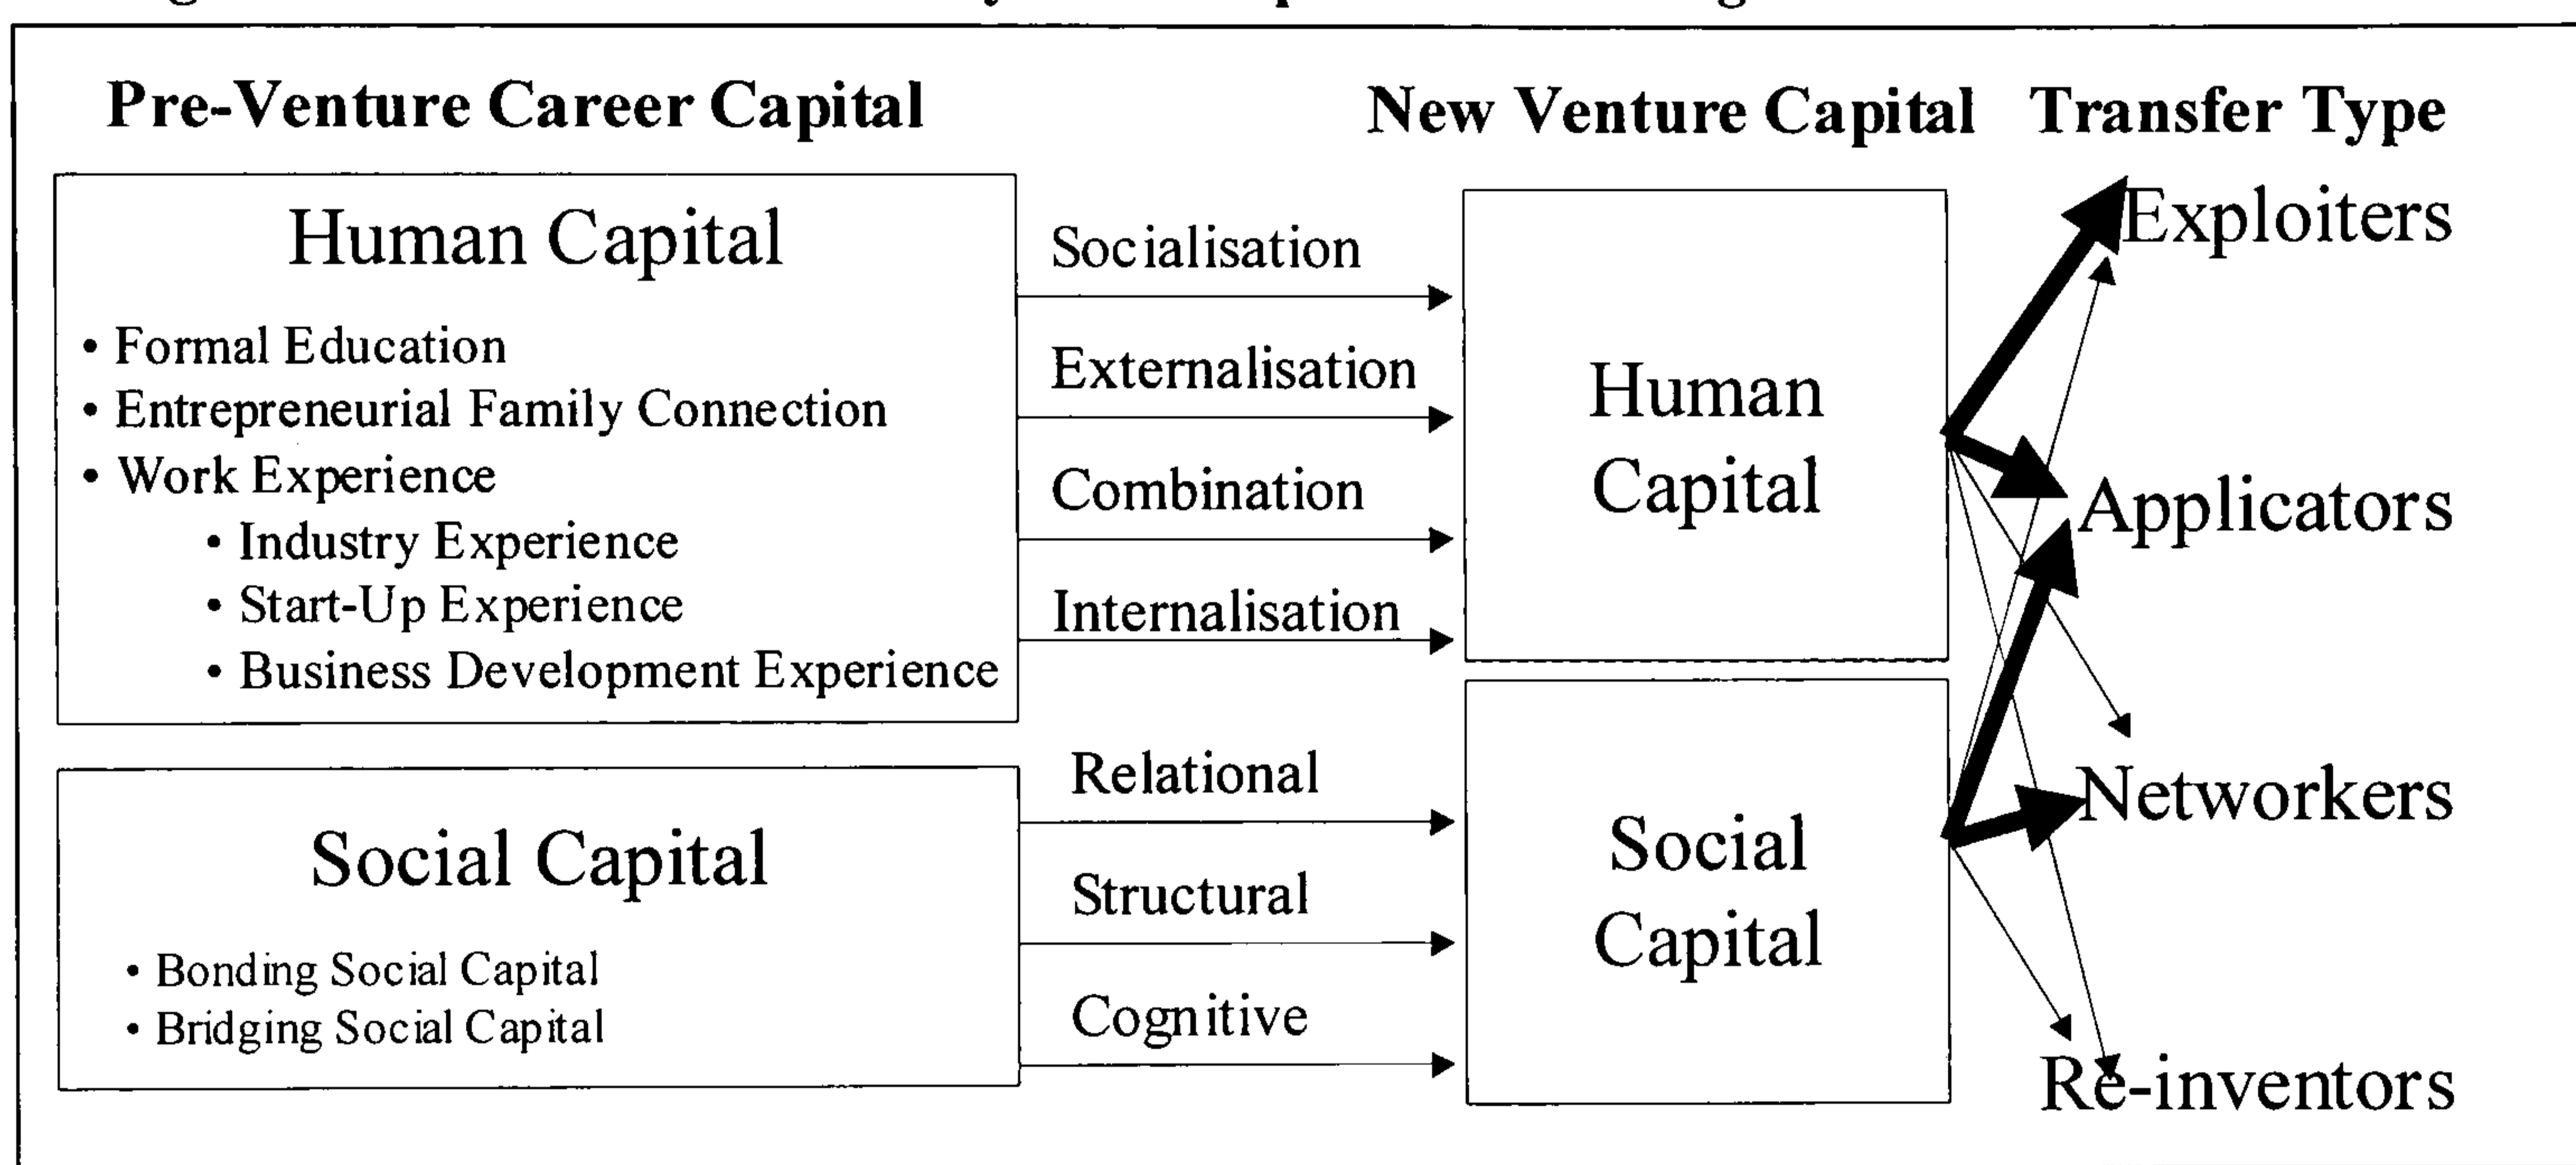 Pre-Venture Career Capital
New Venture Capital
Transfer Type
Human Capital
• Formal Education
• Entrepreneurial Family Connection
• Work Experience
• Industry Experience
• Start-Up Experience
• Business Development Experience
Social Capital
• Bonding Social Capital
• Bridging Social Capital
Socialisation
Externalisation
Combination
Internalisation
Relational
Structural
Cognitive
Human
Capital
Social
Capital
Exploiters
Applicators
Networkers
Re-inventors